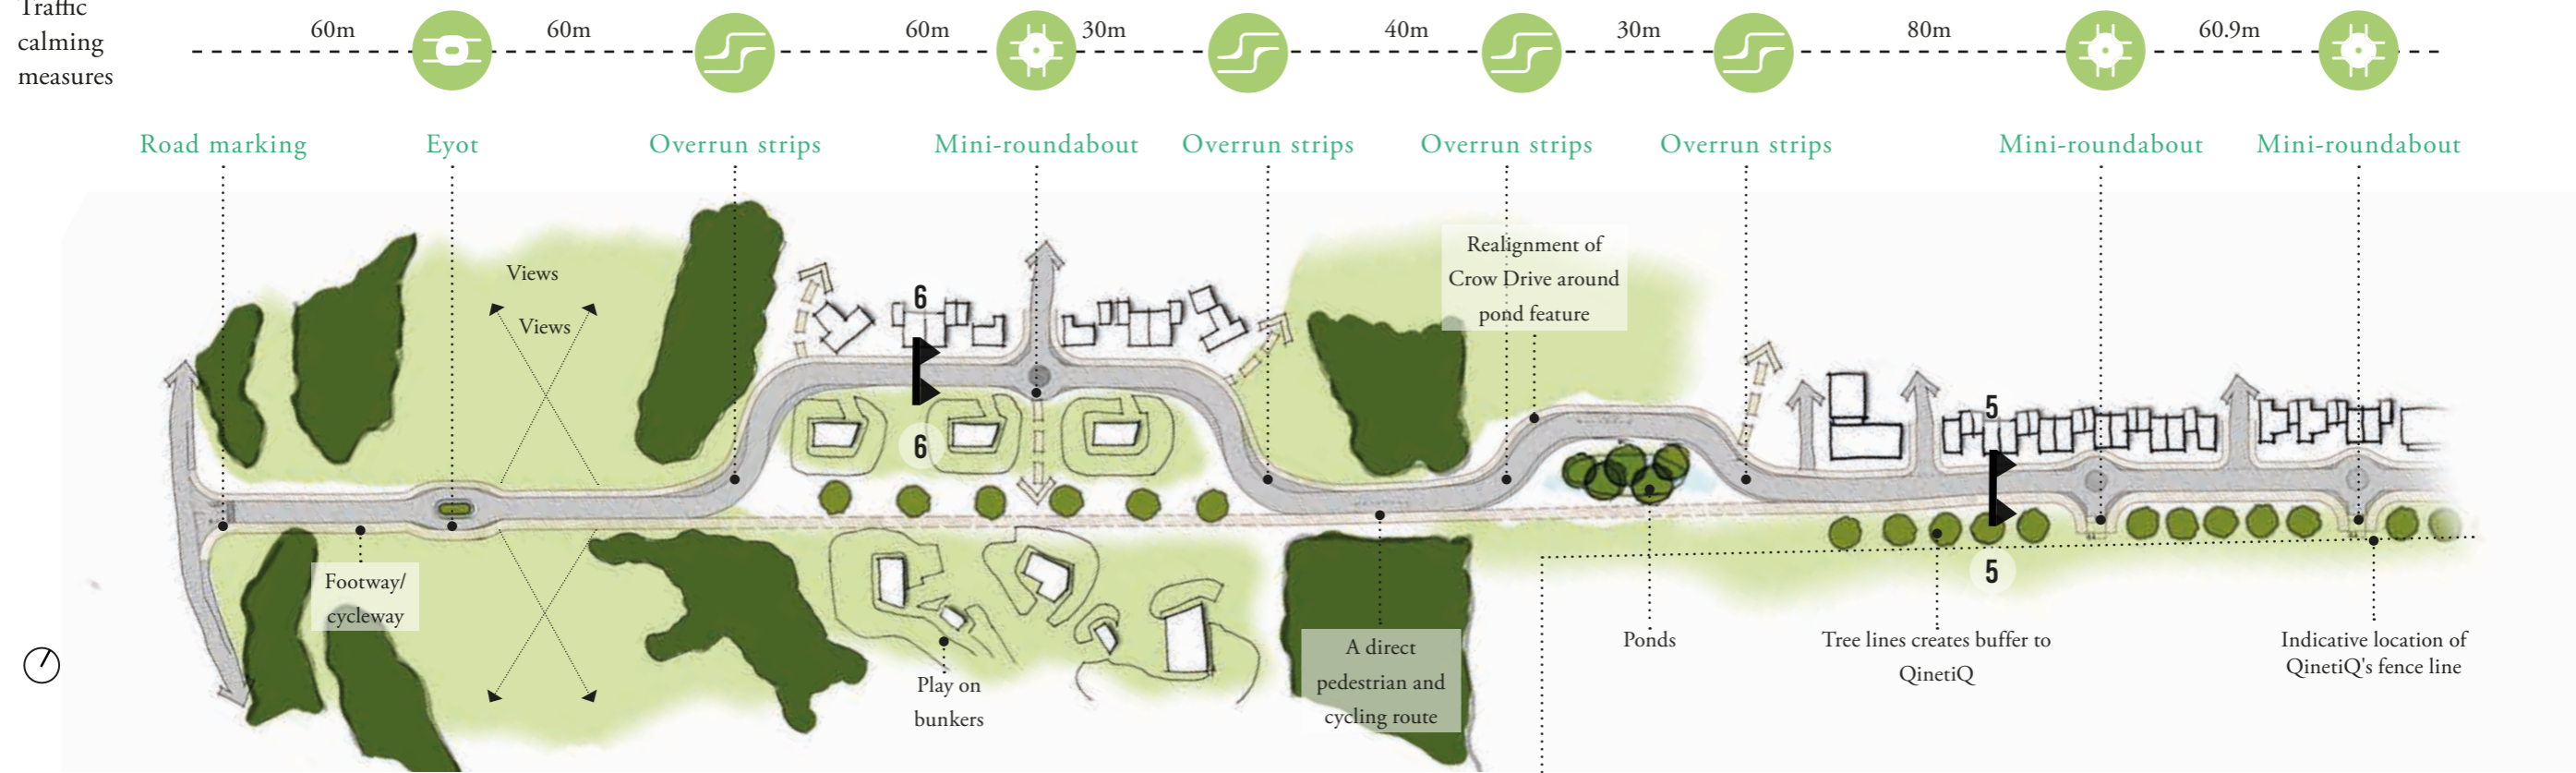 Traffic
calming
measures
60m
60m
60m
30m
40m
30m
80m
60.9m
Road marking
Eyot
Overrun strips
Mini-roundabout
Overrun strips
Overrun strips
Overrun strips
Mini-roundabout
Mini-roundabout
Views
Views
6
6
Realignment of
Crow Drive around
pond feature
5
5
Footway/
cycleway
Play on
bunkers
A direct
pedestrian and
cycling route
Ponds
Tree lines creates buffer to
QinetiQ
Indicative location of
QinetiQ's fence line